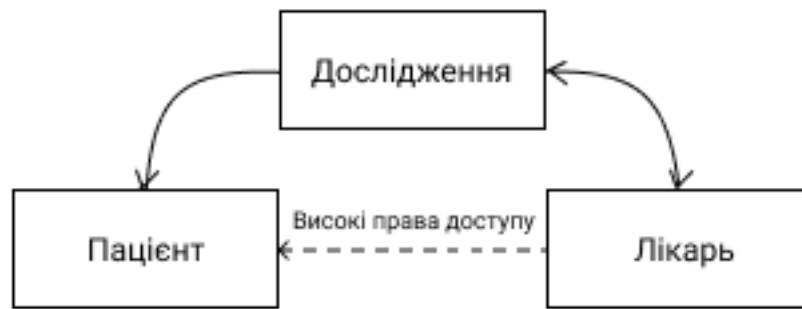 Дослідження
Високі права доступу
Пацієнт
Лікарь